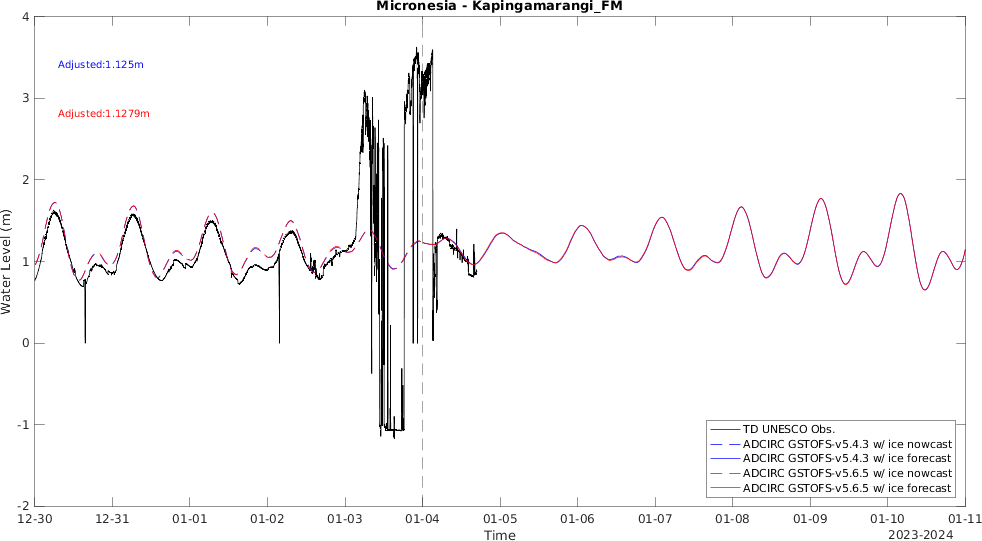 Micronesia - Kapingamarangi_FM
Adjusted:1.125m
Adjusted:1.1279m
Water Level (m)
4
3
2
1
0
-1
-2
TD UNESCO Obs.
ADCIRC GSTOFS-v5.4.3 w/ ice nowcast
ADCIRC GSTOFS-v5.4.3 w/ ice forecast
ADCIRC GSTOFS-v5.6.5 w/ ice nowcast
ADCIRC GSTOFS-v5.6.5 w/ ice forecast
12-30 12-31 01-01 01-02 01-03 01-04 01-05 01-06 01-07 01-08 01-09 01-10 01-11
Time
2023-2024